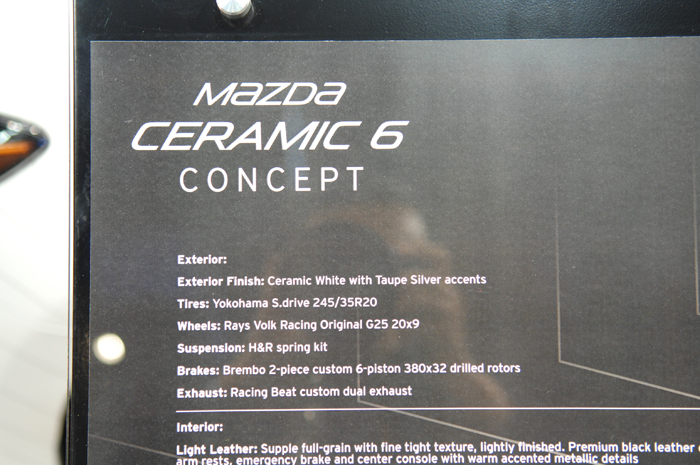 mazda
CERAMIC 6
CONCEPT
Exterior:
Exterior Finish: Ceramic White with Taupe Silver accents
Tires: Yokohama S.drive 245/35R20
Wheels: Rays Volk Racing Original G25 20x9
Suspension: H&R spring kit
Brakes: Brembo 2-piece custom 6-piston 380x32 drilled rotors
Exhaust: Racing Beat custom dual exhaust
Interior:
Light Leather: Supple full-grain with fine tight texture, lightly finished. Premium black leather
arm rests, emergency brake and center console with warm accented metallic details